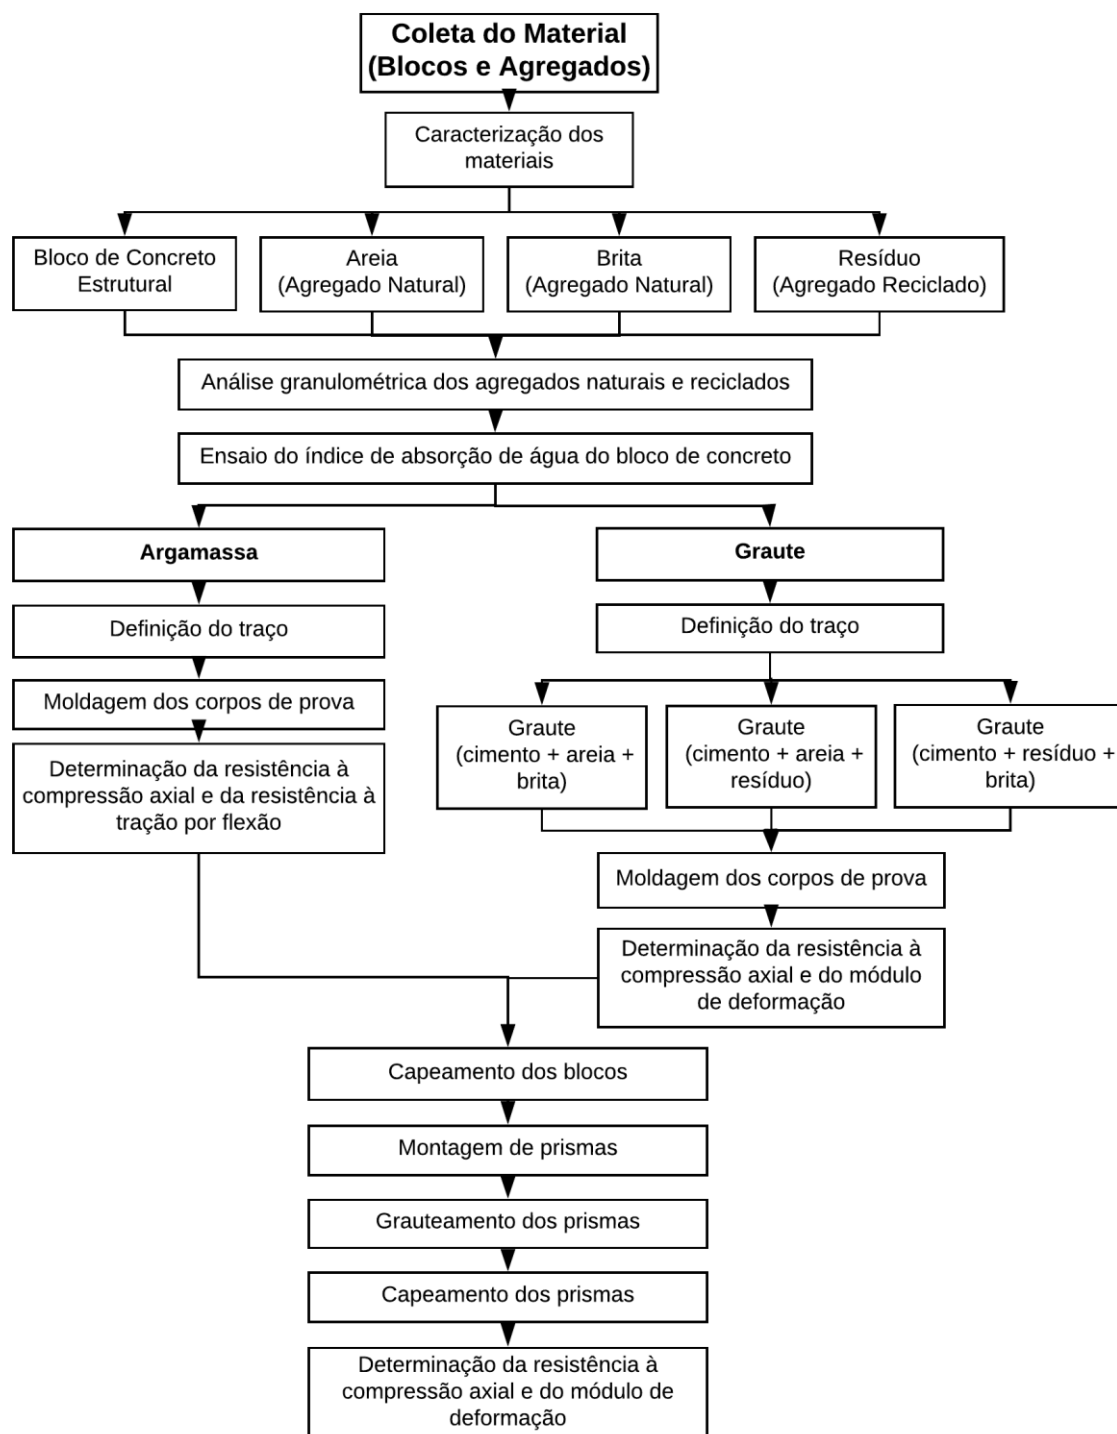 Coleta do Material
(Blocos e Agregados)
Caracterização dos
materiais
Bloco de Concreto
Estrutural
Areia
(Agregado Natural)
Brita
(Agregado Natural)
Resíduo
(Agregado Reciclado)
Análise granulométrica dos agregados naturais e reciclados
Ensaio do índice de absorção de água do bloco de concreto
Argamassa
Definição do traço
Moldagem dos corpos de prova
Determinação da resistência à
compressão axial e da resistência à
tração por flexão
Graute
Definição do traço
Graute
(cimento + areia +
brita)
Graute
(cimento + areia +
resíduo)
Graute
(cimento + resíduo +
brita)
Moldagem dos corpos de prova
Determinação da resistência à
compressão axial e do módulo
de deformação
Capeamento dos blocos
Montagem de prismas
Grauteamento dos prismas
Capeamento dos prismas
Determinação da resistência à
compressão axial e do módulo de
deformação